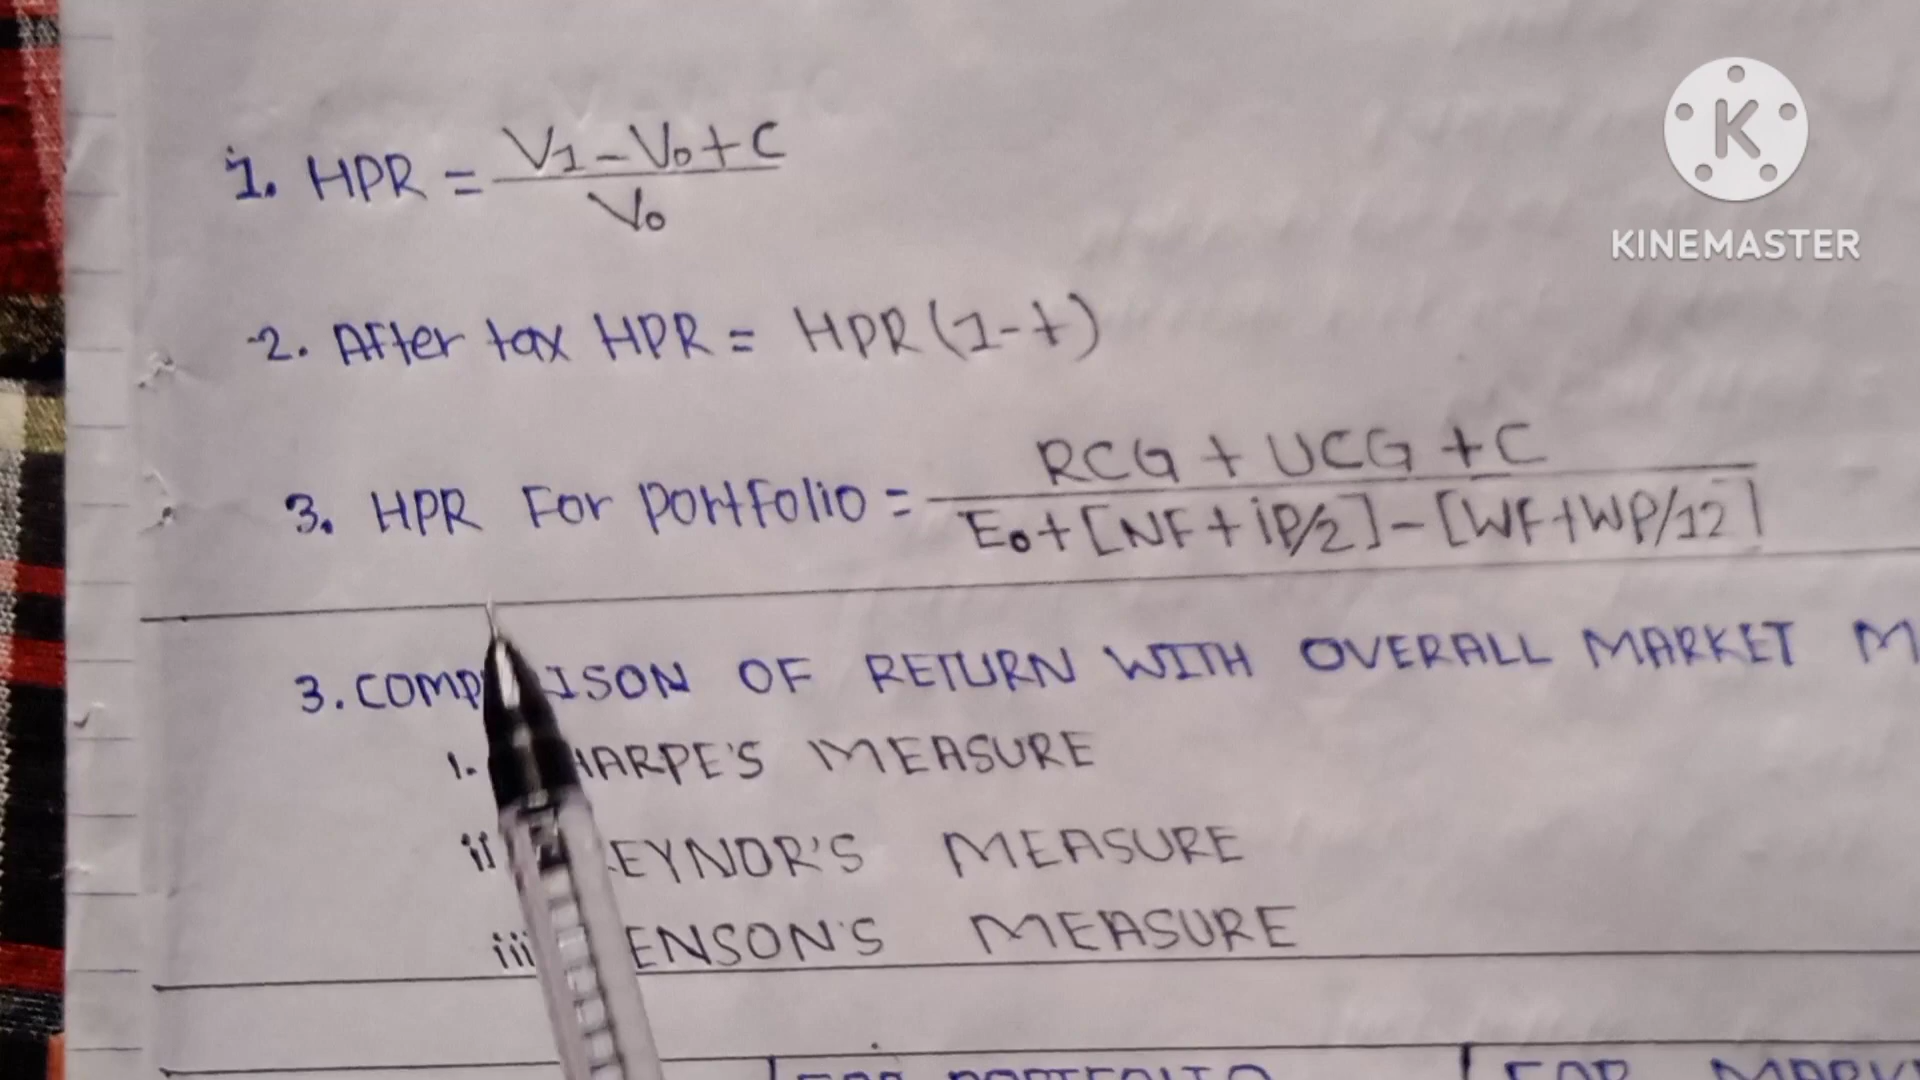 1. HPR = V1 - V0 + C / V0
K
KINEMASTER
2. After tax HPR = HPR (1-t)
3. HPR For Portfolio = RCG + UCG + C / E0 + [NF + iP/2] - [WF + WP/12]
3. COMP ISON OF RETURN WITH OVERALL MARKET M
i. HARPE'S MEASURE
ii EYNOR'S MEASURE
iii ENSON'S MEASURE
PORTFOLIO